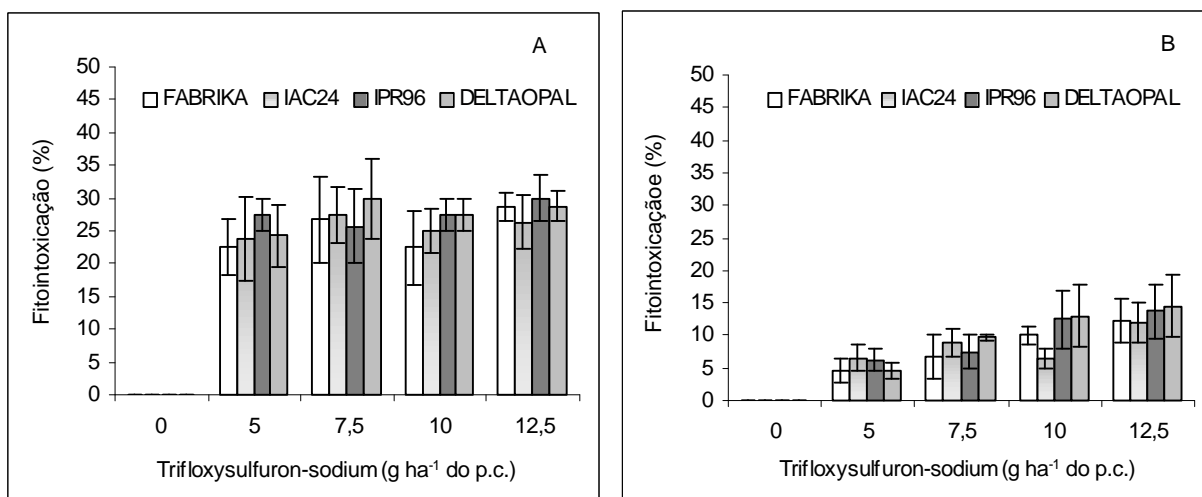 A
50
45
40
35
30
25
20
15
10
5
0
Fitointoxicação (%)
FABRIKA IAC24 IPR96 DELTAOPAL
0 5 7,5 10 12,5
Trifloxysulfuron-sodium (g ha-1 do p.c.)
B
50
45
40
35
30
25
20
15
10
5
0
Fitointoxicaçãoe (%)
FABRIKA IAC24 IPR96 DELTAOPAL
0 5 7,5 10 12,5
Trifloxysulfuron-sodium (g ha-1 do p.c.)